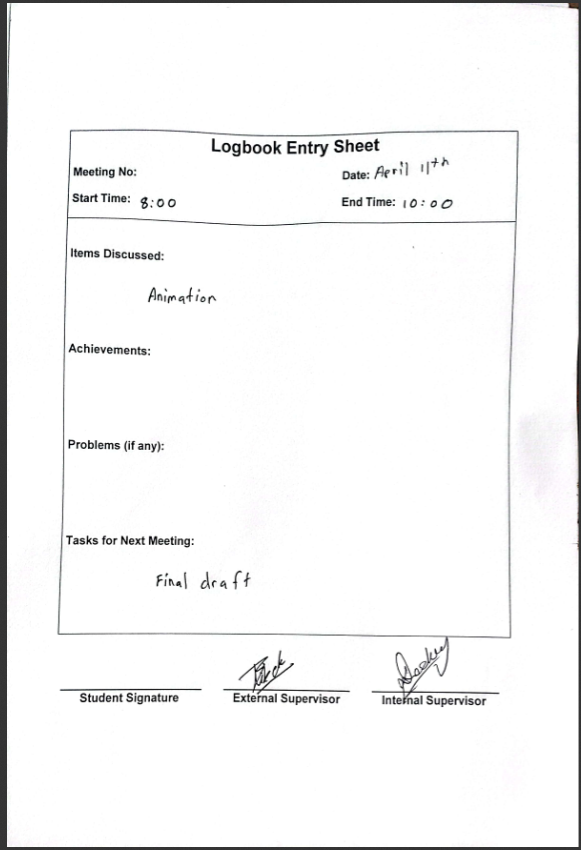 Logbook Entry Sheet
Meeting No:
Date: April 11th
Start Time: 8:00
End Time: 10:00
Items Discussed:
Animation
Achievements:
Problems (if any):
Tasks for Next Meeting:
Final draft
Student Signature
External Supervisor
Internal Supervisor